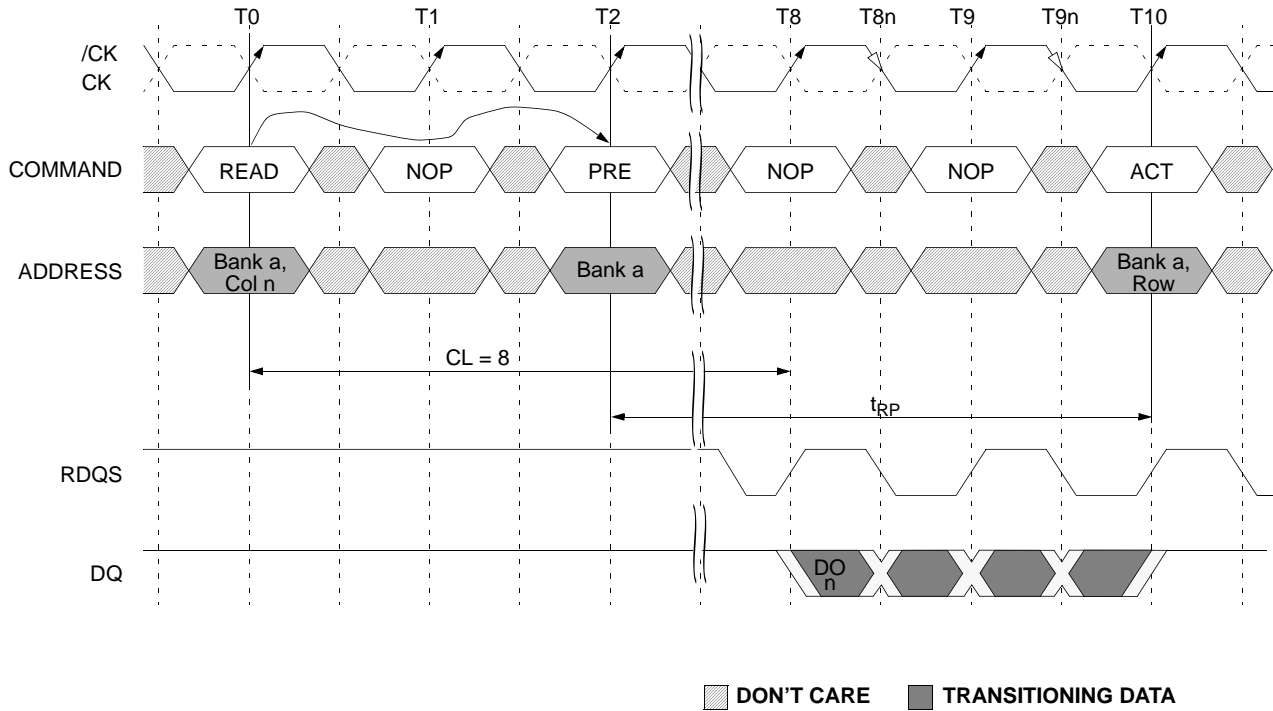 T0 T1 T2 T8 T8n T9 T9n T10
/CK
CK
COMMAND READ NOP PRE NOP NOP ACT
ADDRESS Bank a, Col n Bank a Bank a, Row
CL = 8
tRP
RDQS
DQ DO n
DON'T CARE TRANSITIONING DATA